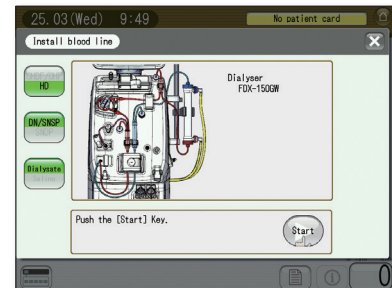 25.03(Wed) 9:49
No patient card
Install blood line
HD
DN/SNSP
Dialysate
Dialyser
FDX-150GW
Push the [Start] Key.
Start
0